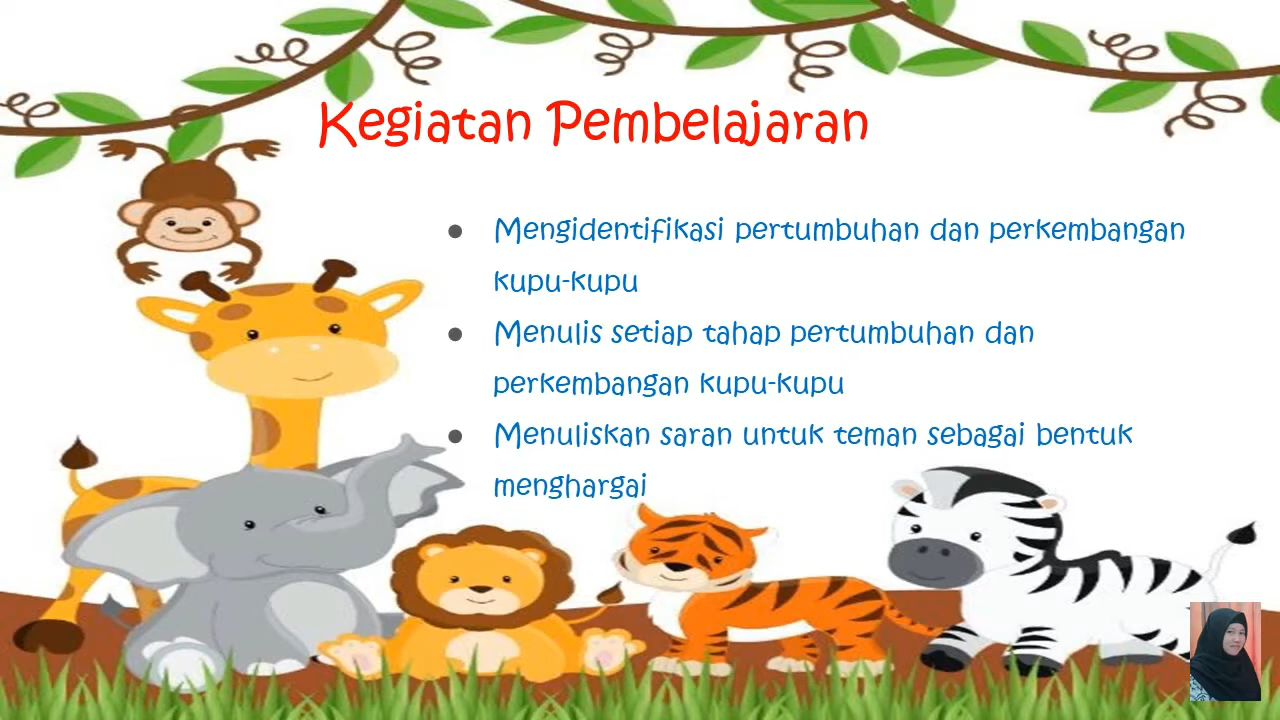 Kegiatan Pembelajaran
● Mengidentifikasi pertumbuhan dan perkembangan
kupu-kupu
● Menulis setiap tahap pertumbuhan dan
perkembangan kupu-kupu
● Menuliskan saran untuk teman sebagai bentuk
menghargai